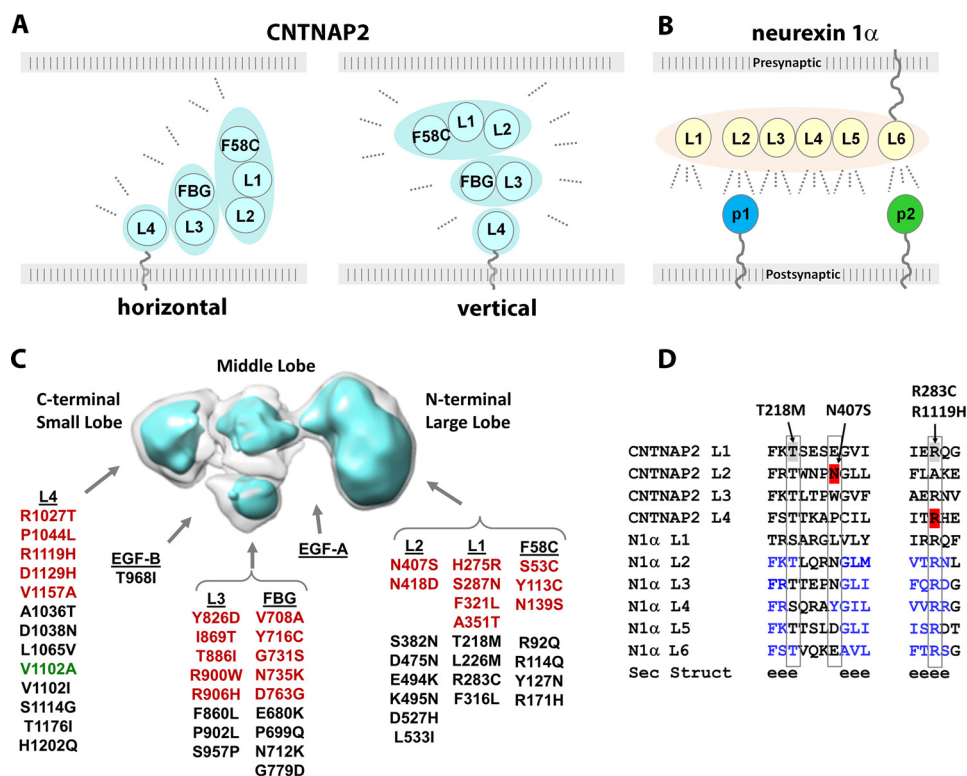 A
CNTNAP2
F58C
L1
L2
FBG
L3
L4
horizontal
F58C
L1
L2
FBG
L3
L4
vertical
B
neurexin 1α
Presynaptic
L1
L2
L3
L4
L5
L6
p1
p2
Postsynaptic
C
Middle Lobe
C-terminal
Small Lobe
N-terminal
Large Lobe
L4
R1027T
P1044L
R1119H
D1129H
V1157A
A1036T
D1038N
L1065V
V1102A
V1102I
S1114G
T1176I
H1202Q
EGF-B
T968I
EGF-A
L3
Y826D
I869T
T886I
R900W
R906H
F860L
P902L
S957P
FBG
V708A
Y716C
G731S
N735K
D763G
E680K
P699Q
N712K
G779D
L2
N407S
N418D
S382N
D475N
E494K
K495N
D527H
L533I
L1
H275R
S287N
F321L
A351T
T218M
L226M
R283C
F316L
F58C
S53C
Y113C
N139S
R92Q
R114Q
Y127N
R171H
D
R283C
T218M N407S R1119H
CNTNAP2 L1 FKTSESEGVI IERQG
CNTNAP2 L2 FRTWNPNGLL FLAKE
CNTNAP2 L3 FKTLTPWGVF AERNV
CNTNAP2 L4 FSTTKAPCIL ITRHE
N1α L1 TRSARGLVLY IRRQF
N1α L2 FKTLQRNGLM VTRNL
N1α L3 FRTTEPNGLI FQRDG
N1α L4 FRSQRAYGIL VVRRG
N1α L5 FKTTSLDGLI ISRDT
N1α L6 FSTVQKEAVL FTRSG
Sec Struct eee eee eeee